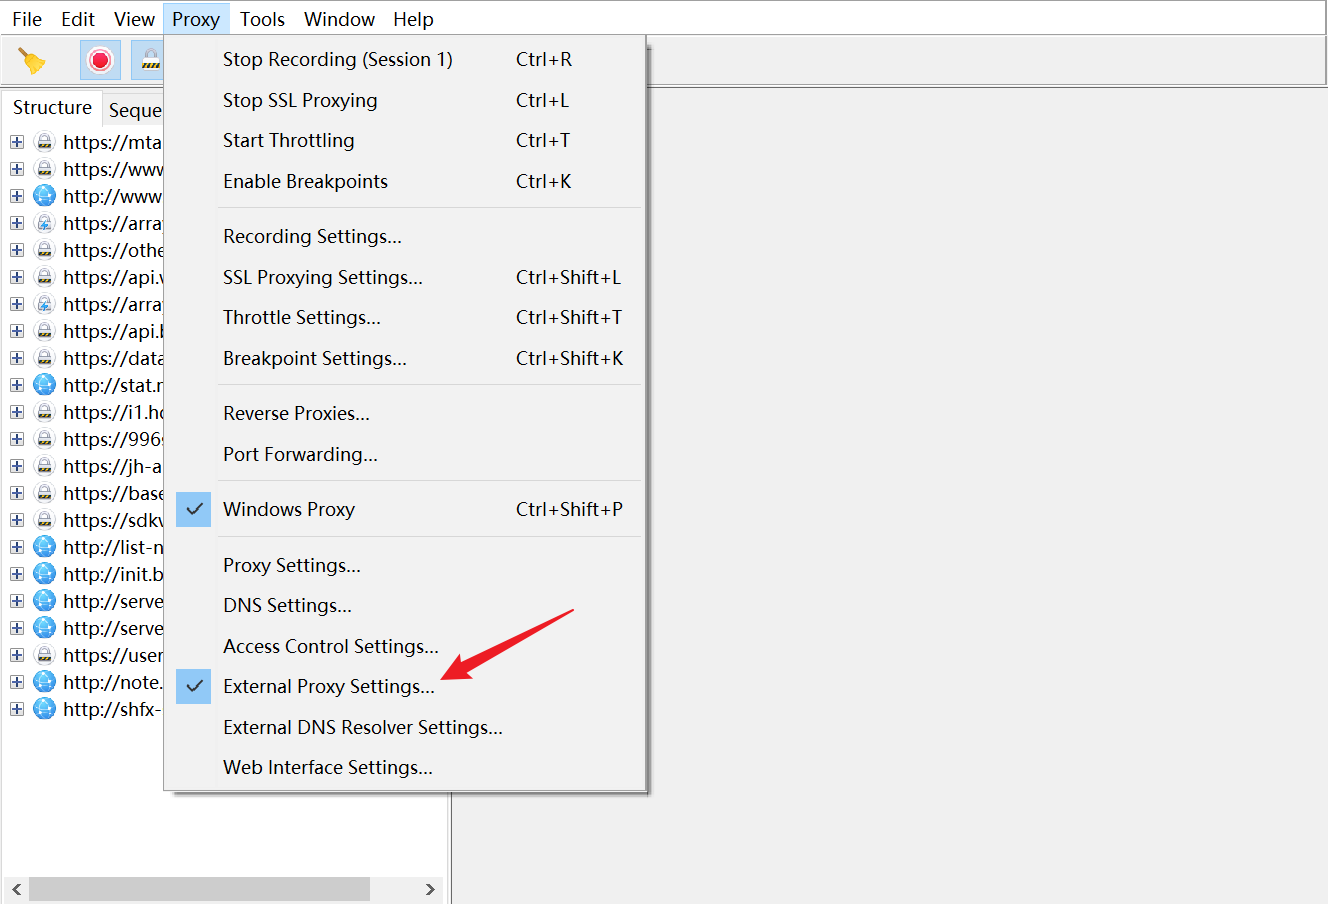 File Edit View Proxy Tools Window Help
Structure Seque
https://mta
https://www
http://www
https://arra
https://othe
https://api.v
https://arra
https://api.b
https://data
http://stat.r
https://i1.hc
https://996s
https://jh-a
https://base
https://sdkv
http://list-n
http://init.b
http://serve
http://serve
https://user
http://note.
http://shfx-
Stop Recording (Session 1) Ctrl+R
Stop SSL Proxying Ctrl+L
Start Throttling Ctrl+T
Enable Breakpoints Ctrl+K
Recording Settings...
SSL Proxying Settings... Ctrl+Shift+L
Throttle Settings... Ctrl+Shift+T
Breakpoint Settings... Ctrl+Shift+K
Reverse Proxies...
Port Forwarding...
Windows Proxy Ctrl+Shift+P
Proxy Settings...
DNS Settings...
Access Control Settings...
External Proxy Settings...
External DNS Resolver Settings...
Web Interface Settings...